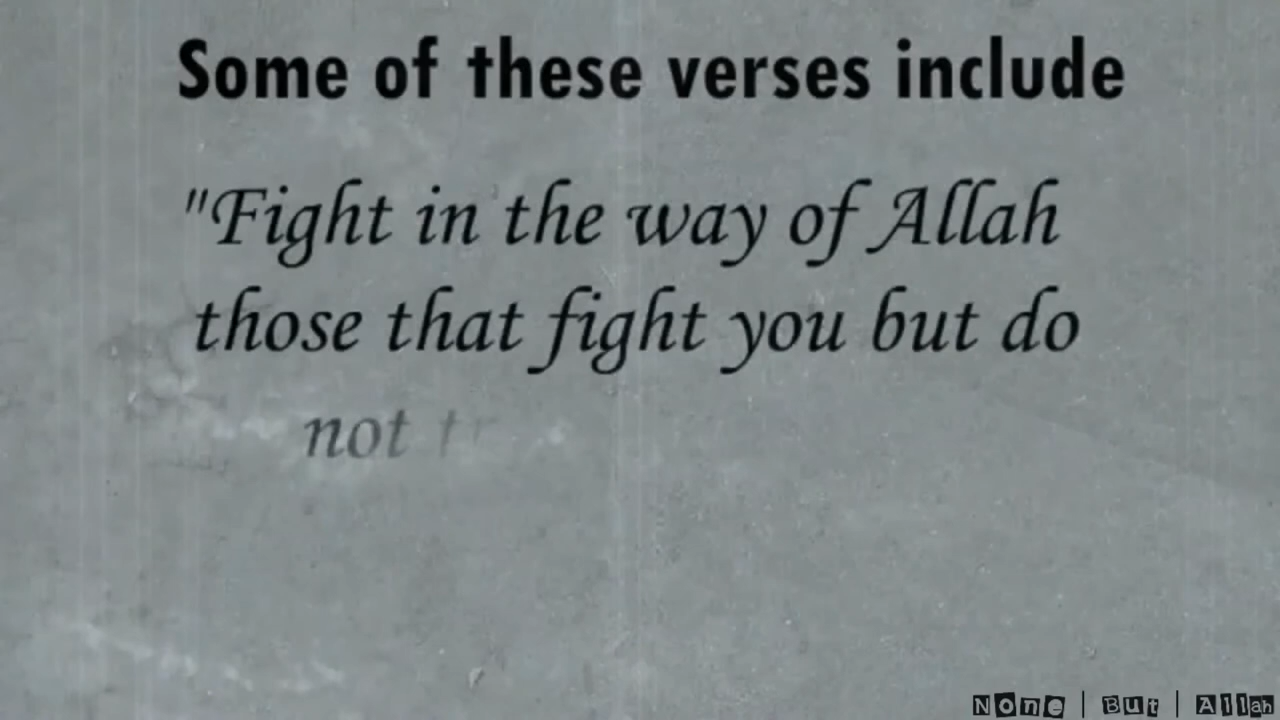 Some of these verses include
"Fight in the way of Allah
those that fight you but do
not
None | But | Allah